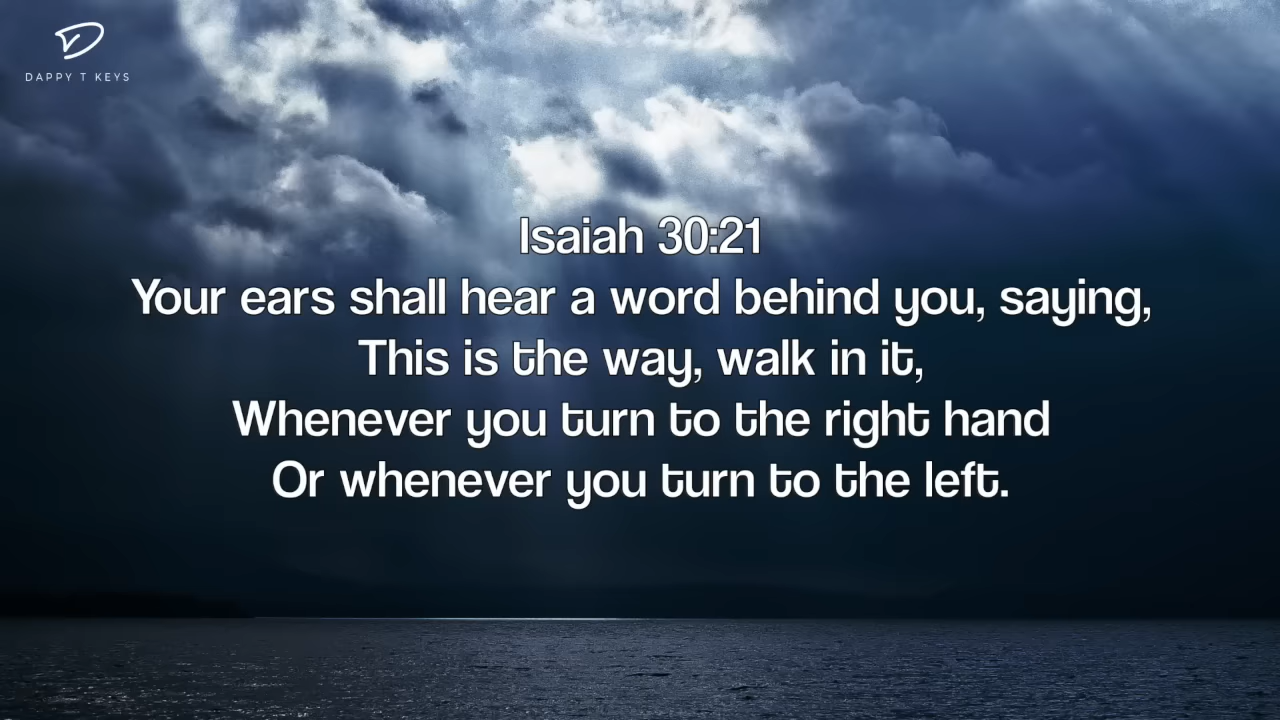 DAPPY T KEYS
Isaiah 30:21
Your ears shall hear a word behind you, saying,
This is the way, walk in it,
Whenever you turn to the right hand
Or whenever you turn to the left.